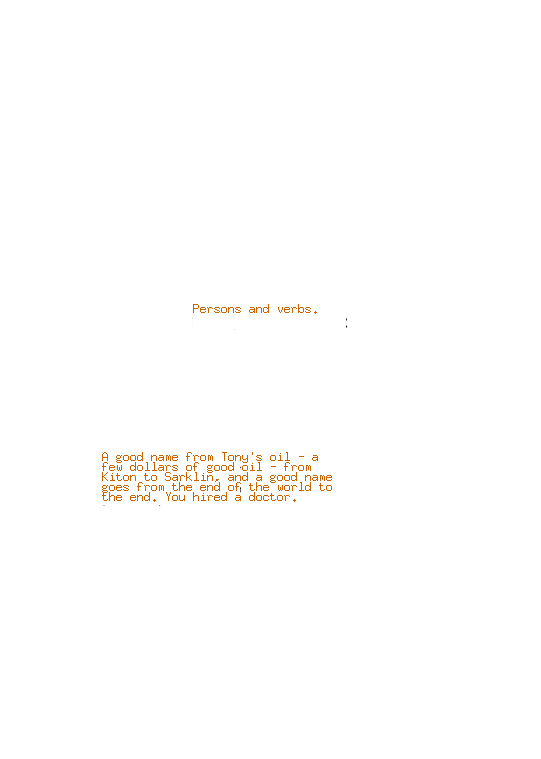 Persons and verbs.
A good name from Tony's oil - a
few dollars of good oil - from
Kiton to Sarklin, and a good name
goes from the end of the world to
the end. You hired a doctor.